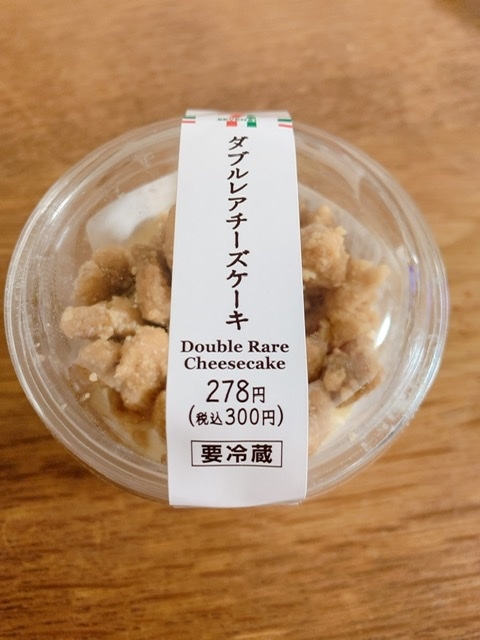 ダブルレアチーズケーキ
Double Rare
Cheesecake
278円
(税込300円)
要冷蔵